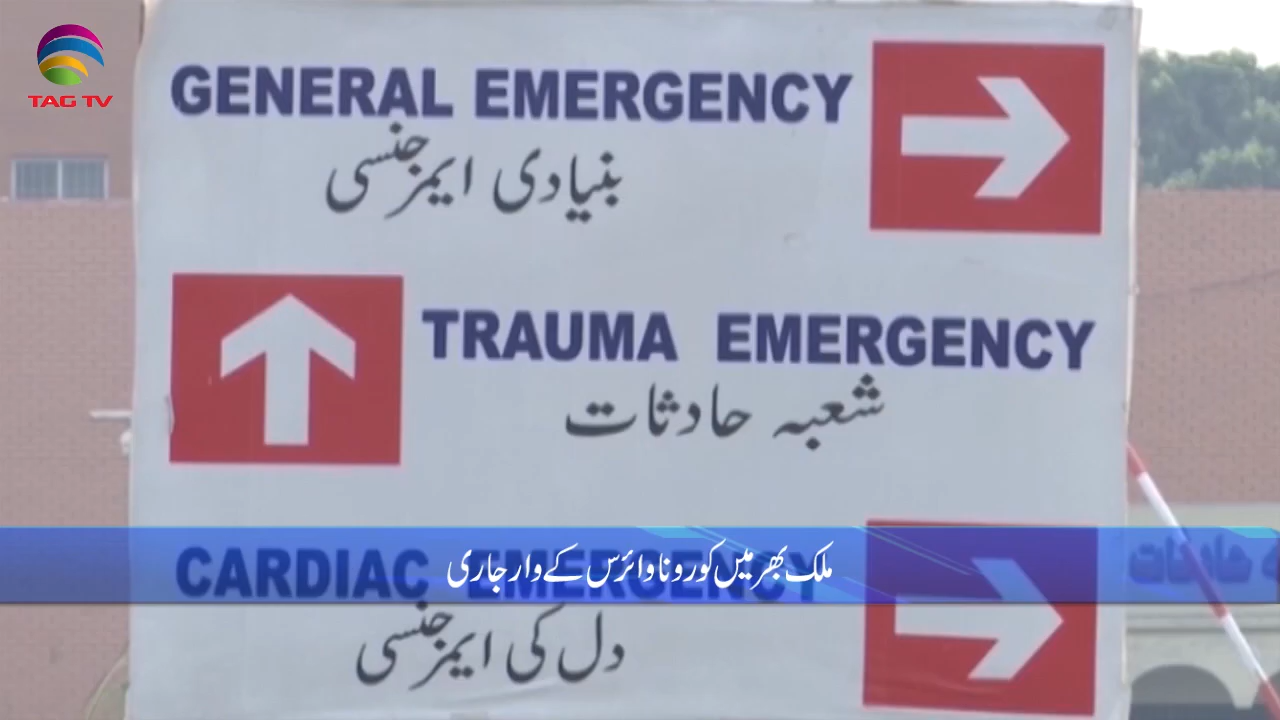 TAG TV
GENERAL EMERGENCY
بنیادی ایمرجنسی
TRAUMA EMERGENCY
شعبہ حادثات
CARDIAC EMERGENCY
ملک بھر میں کورونا وائرس کے وار جاری
حادثات
دل کی ایمرجنسی